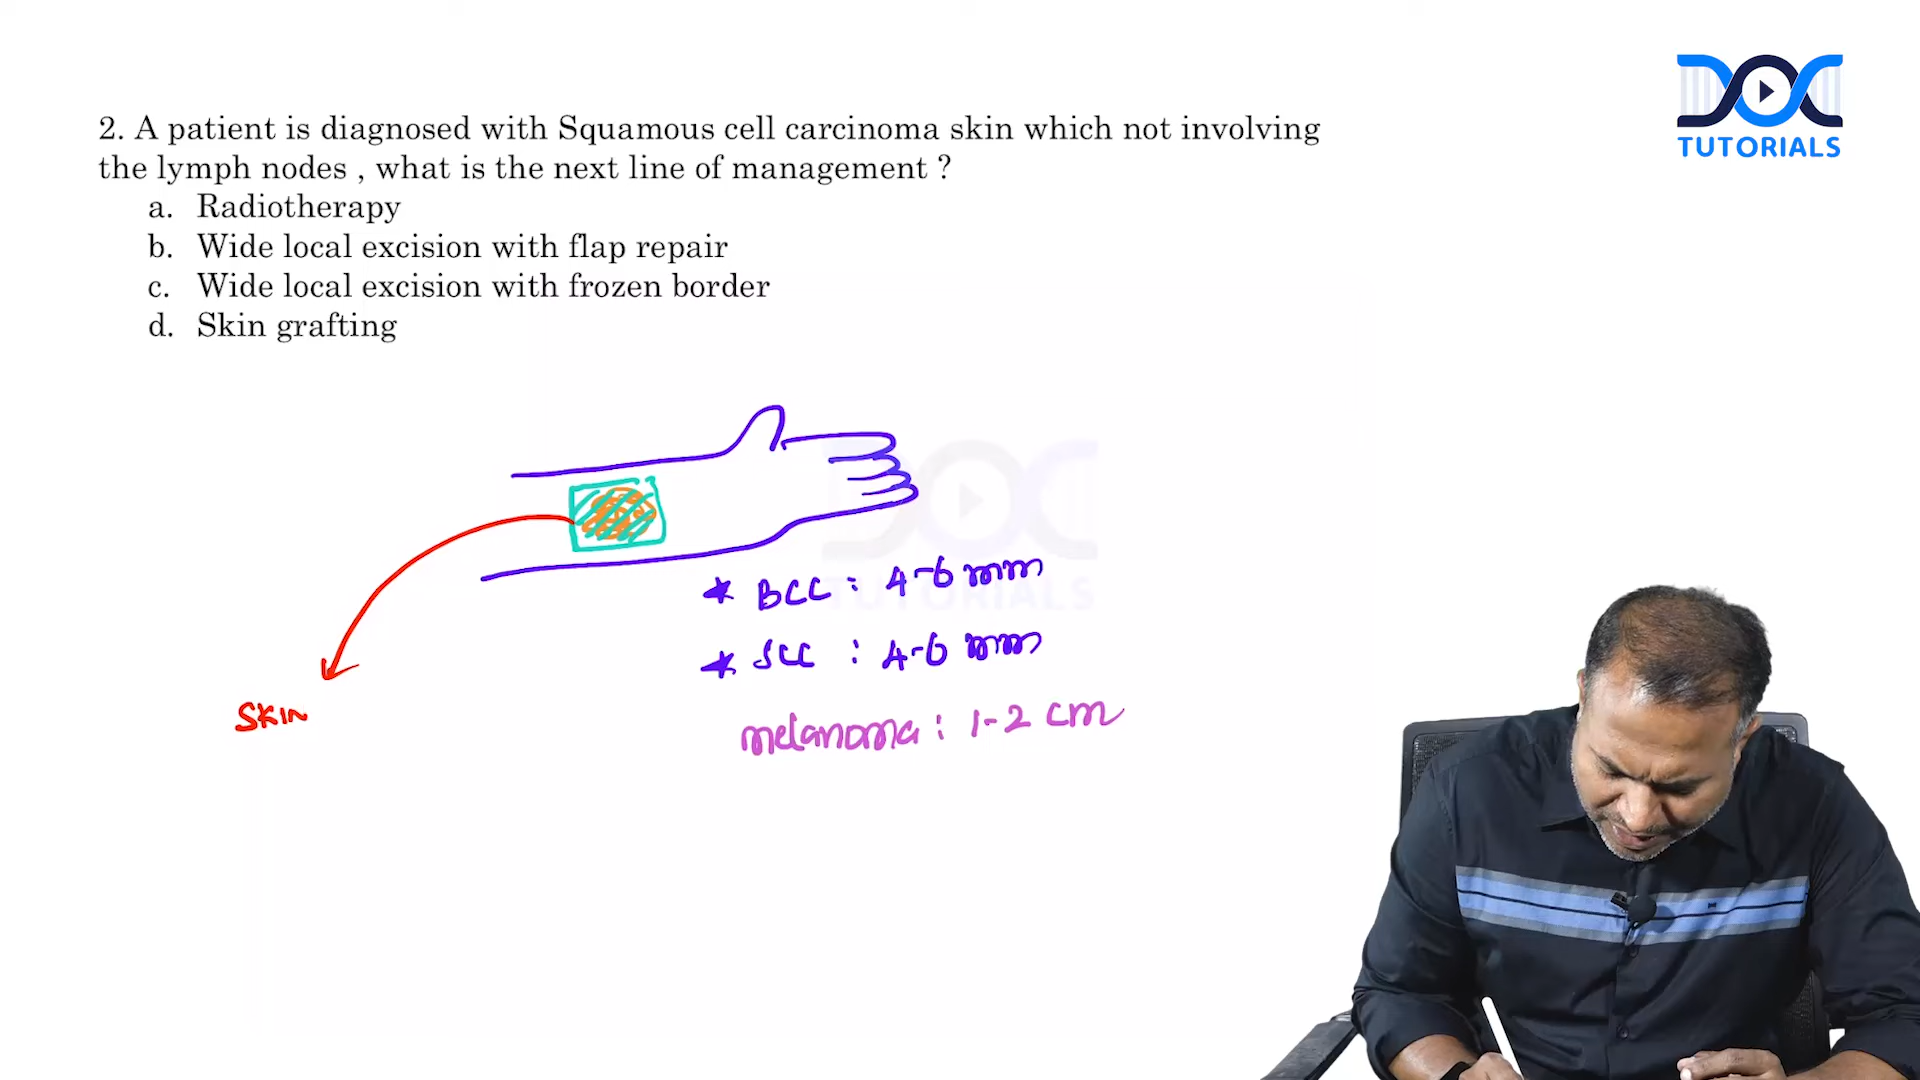 DOC
TUTORIALS
2. A patient is diagnosed with Squamous cell carcinoma skin which not involving
the lymph nodes , what is the next line of management ?
a. Radiotherapy
b. Wide local excision with flap repair
c. Wide local excision with frozen border
d. Skin grafting
TUTORIALS
* BCC : 4-6 mm
* SCC : 4-6 mm
SKIN
melanoma : 1-2 cm